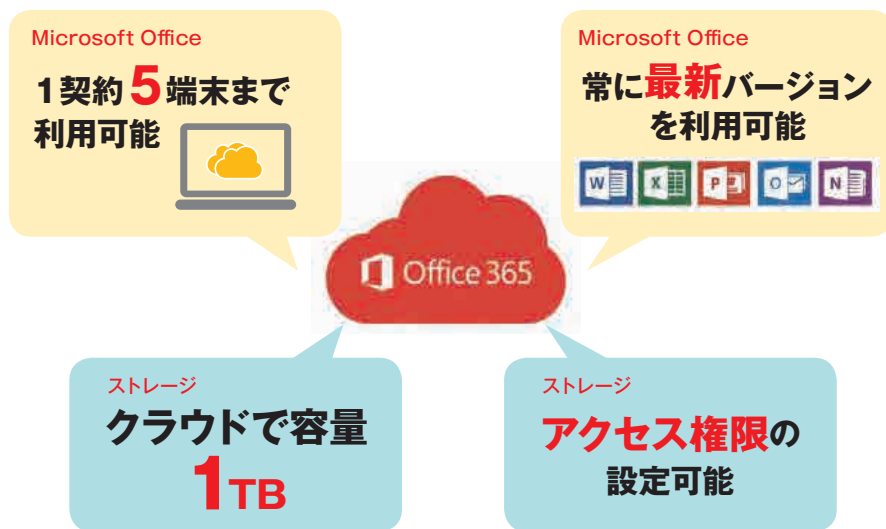 Microsoft Office
1契約5端末まで
利用可能
Microsoft Office
常に最新バージョン
を利用可能
W X P O N
Office 365
ストレージ
クラウドで容量
1TB
ストレージ
アクセス権限の
設定可能